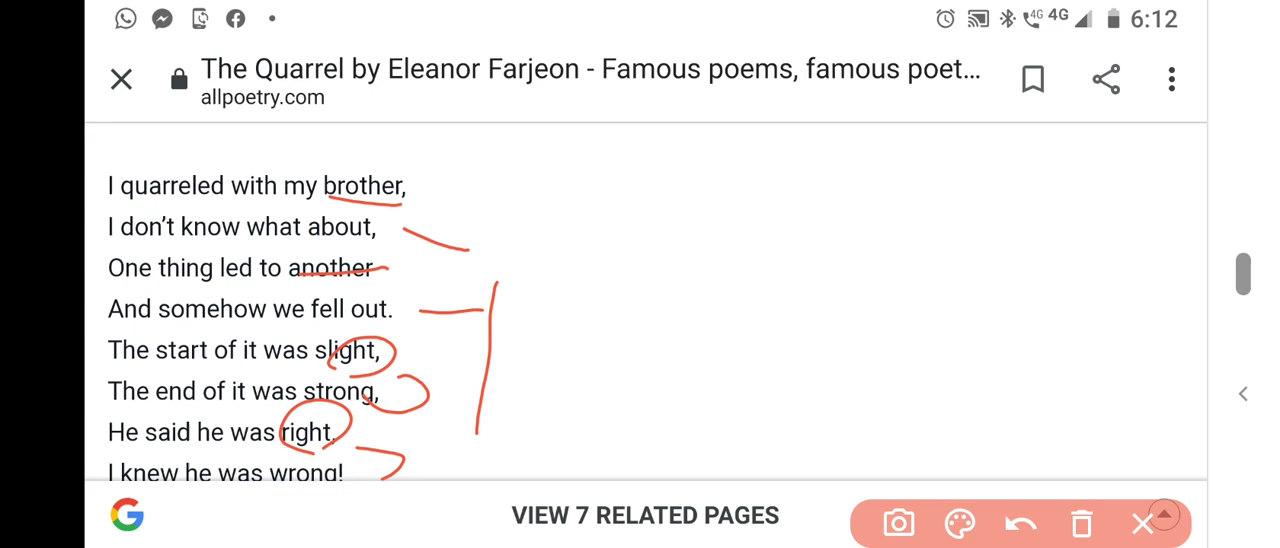 4G 4G 6:12
The Quarrel by Eleanor Farjeon - Famous poems, famous poet...
allpoetry.com
I quarreled with my brother,
I don't know what about,
One thing led to another
And somehow we fell out.
The start of it was slight,
The end of it was strong,
He said he was right,
I knew he was wrong!
VIEW 7 RELATED PAGES